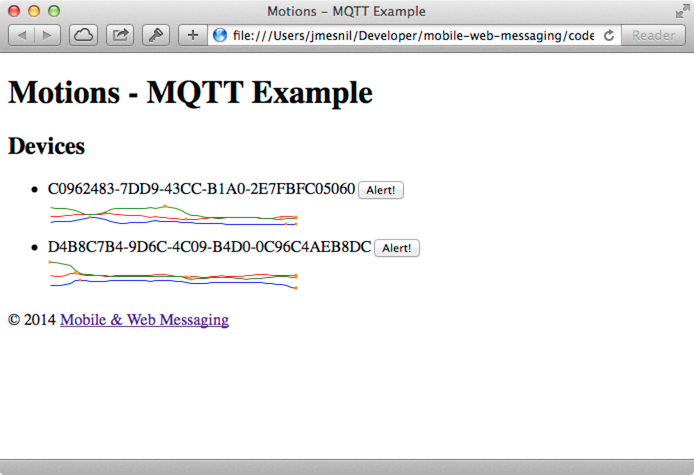 Motions – MQTT Example
file:///Users/jmesnil/Developer/mobile-web-messaging/code
Reader
Motions - MQTT Example
Devices
C0962483-7DD9-43CC-B1A0-2E7FBFC05060 Alert!
D4B8C7B4-9D6C-4C09-B4D0-0C96C4AEB8DC Alert!
© 2014 Mobile & Web Messaging